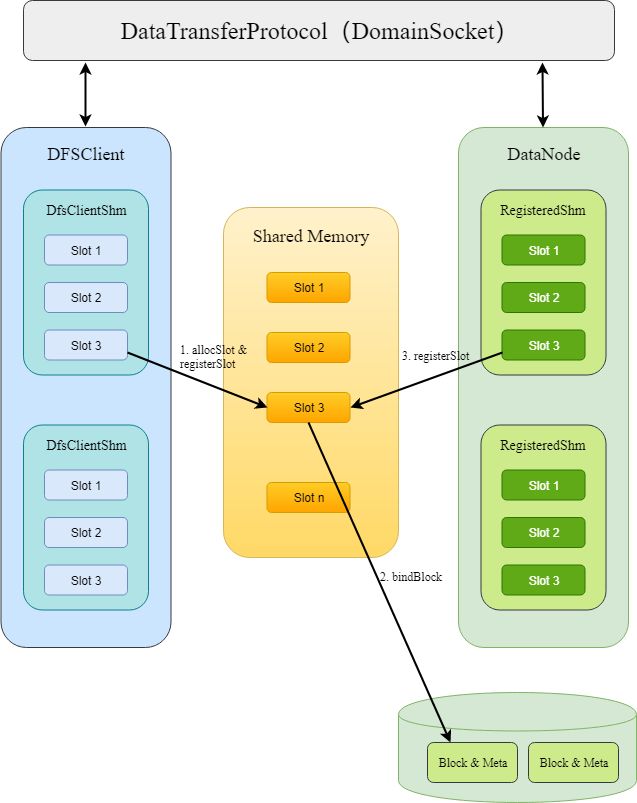 DataTransferProtocol（DomainSocket）
DFSClient
DfsClientShm
Slot 1
Slot 2
Slot 3
DfsClientShm
Slot 1
Slot 2
Slot 3
1. allocSlot &
registerSlot
Shared Memory
Slot 1
Slot 2
Slot 3
Slot n
3. registerSlot
2. bindBlock
DataNode
RegisteredShm
Slot 1
Slot 2
Slot 3
RegisteredShm
Slot 1
Slot 2
Slot 3
Block & Meta
Block & Meta